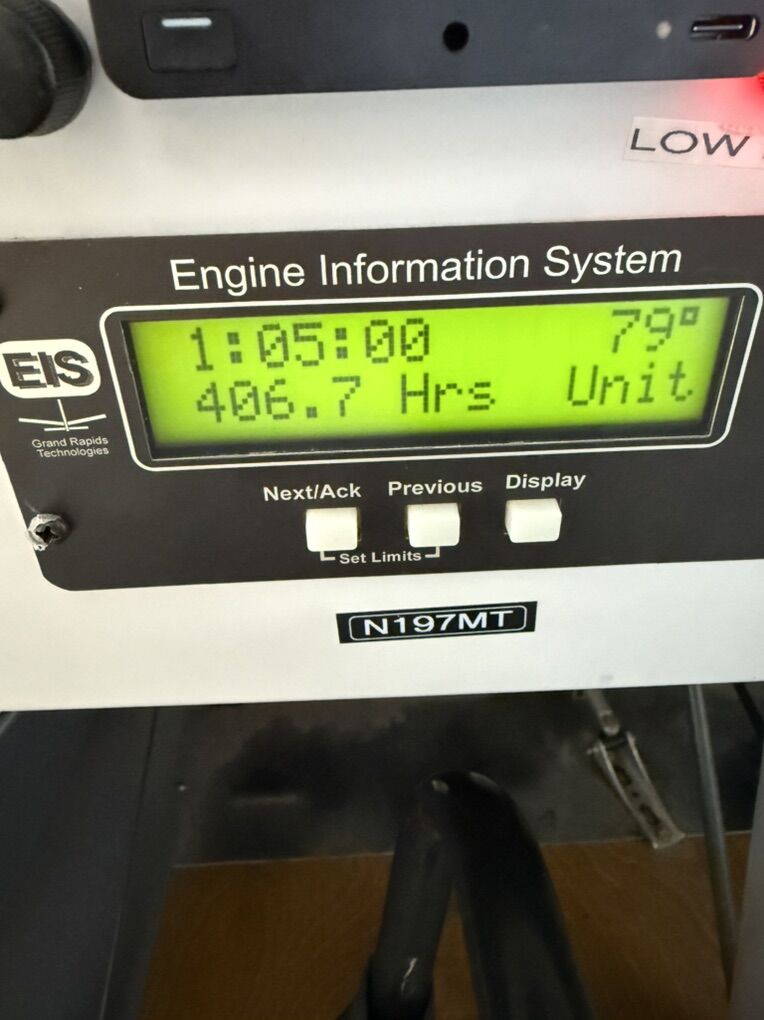 LOW
Engine Information System
1:05:00 79°
406.7 Hrs Unit
EIS
Grand Rapids
Technologies
Next/Ack Previous Display
Set Limits
N197MT